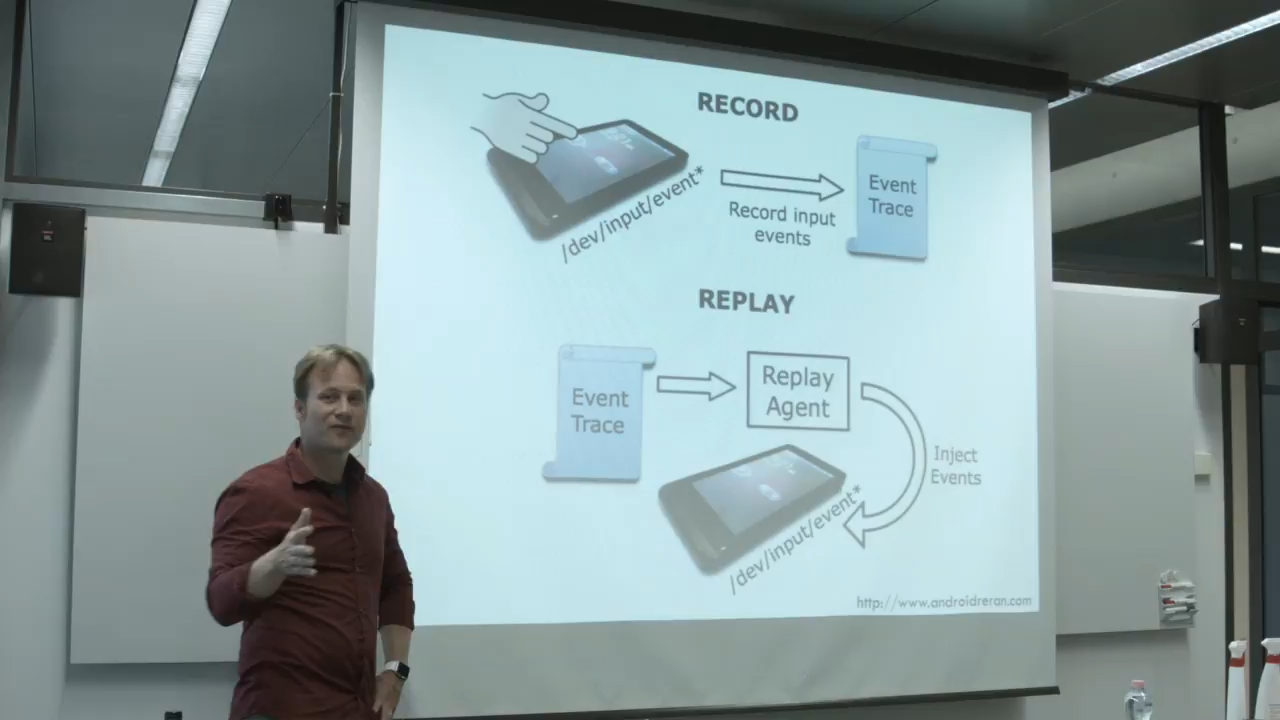 RECORD
/dev/input/event*
Record input
events
Event
Trace
REPLAY
Event
Trace
Replay
Agent
Inject
Events
/dev/input/event*
http://www.androidreran.com